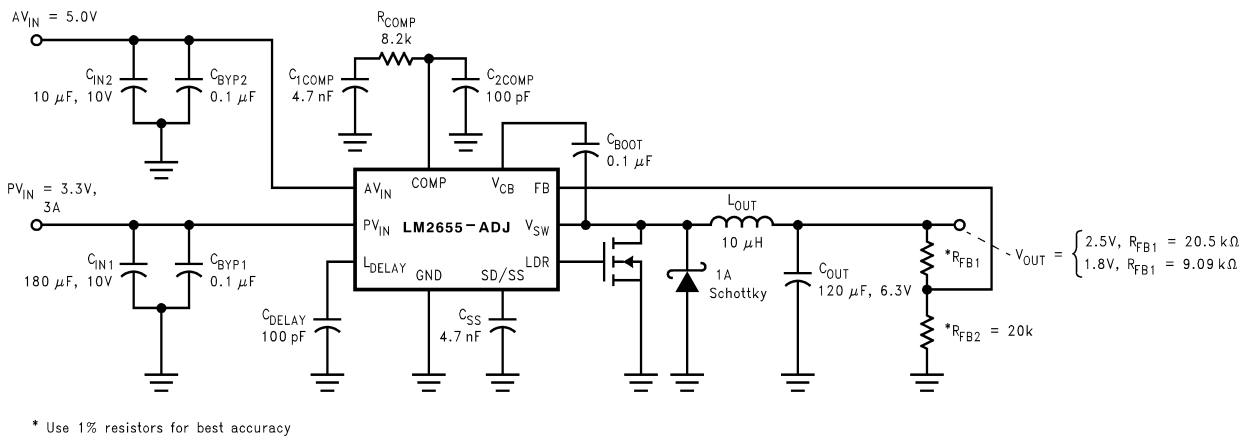 AVIN = 5.0V
RCOMP
8.2k
CIN2
10 µF, 10V
CBYP2
0.1 µF
C1COMP
4.7 nF
C2COMP
100 pF
CBOOT
0.1 µF
PVIN = 3.3V,
3A
AVIN
COMP
VCB
FB
PVIN
LM2655-ADJ
VSW
LDELAY
GND
SD/SS
LDR
LOUT
10 µH
CIN1
180 µF, 10V
CBYP1
0.1 µF
CDELAY
100 pF
CSS
4.7 nF
1A
Schottky
COUT
120 µF, 6.3V
*RFB1
VOUT =
2.5V, RFB1 = 20.5 kΩ
1.8V, RFB1 = 9.09 kΩ
*RFB2 = 20k
* Use 1% resistors for best accuracy